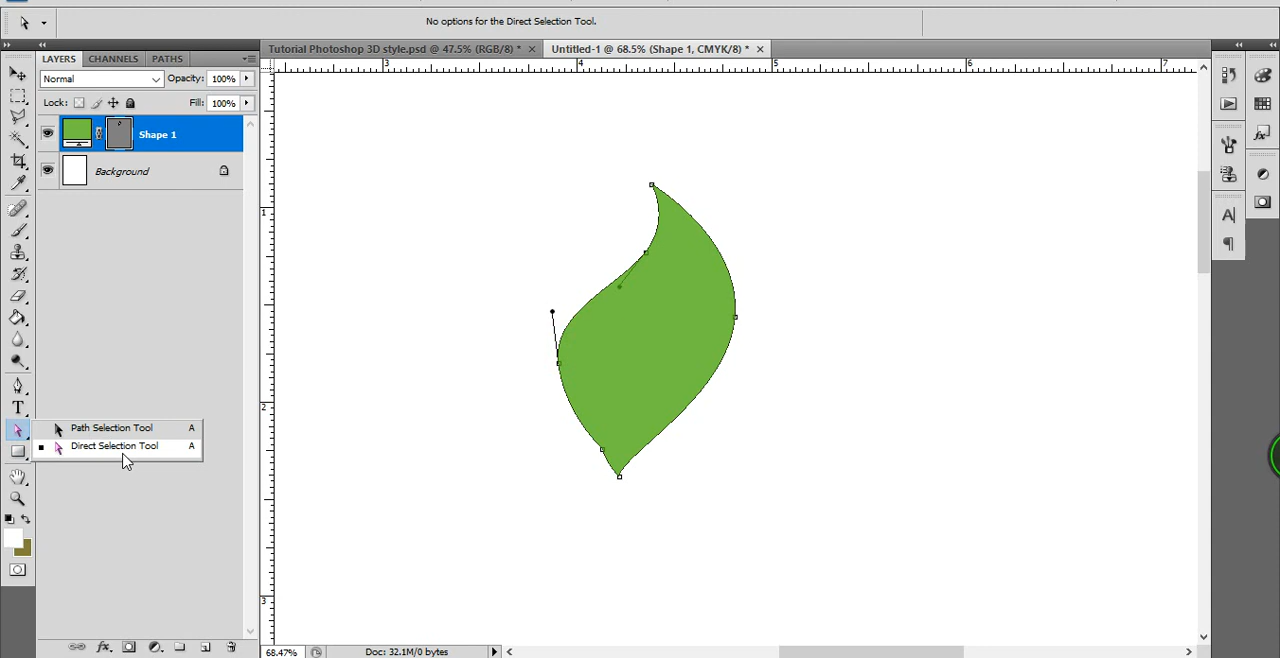 No options for the Direct Selection Tool.
Tutorial Photoshop 3D style.psd @ 47.5% (RGB/8) * Untitled-1 @ 68.5% (Shape 1, CMYK/8) *
LAYERS CHANNELS PATHS
Normal Opacity: 100%
Lock: Fill: 100%
Shape 1
Background
3 4 5 6 7
1
2
3
T
Path Selection Tool A
Direct Selection Tool A
fx
fx
A
68.47% Doc: 32.1M/0 bytes